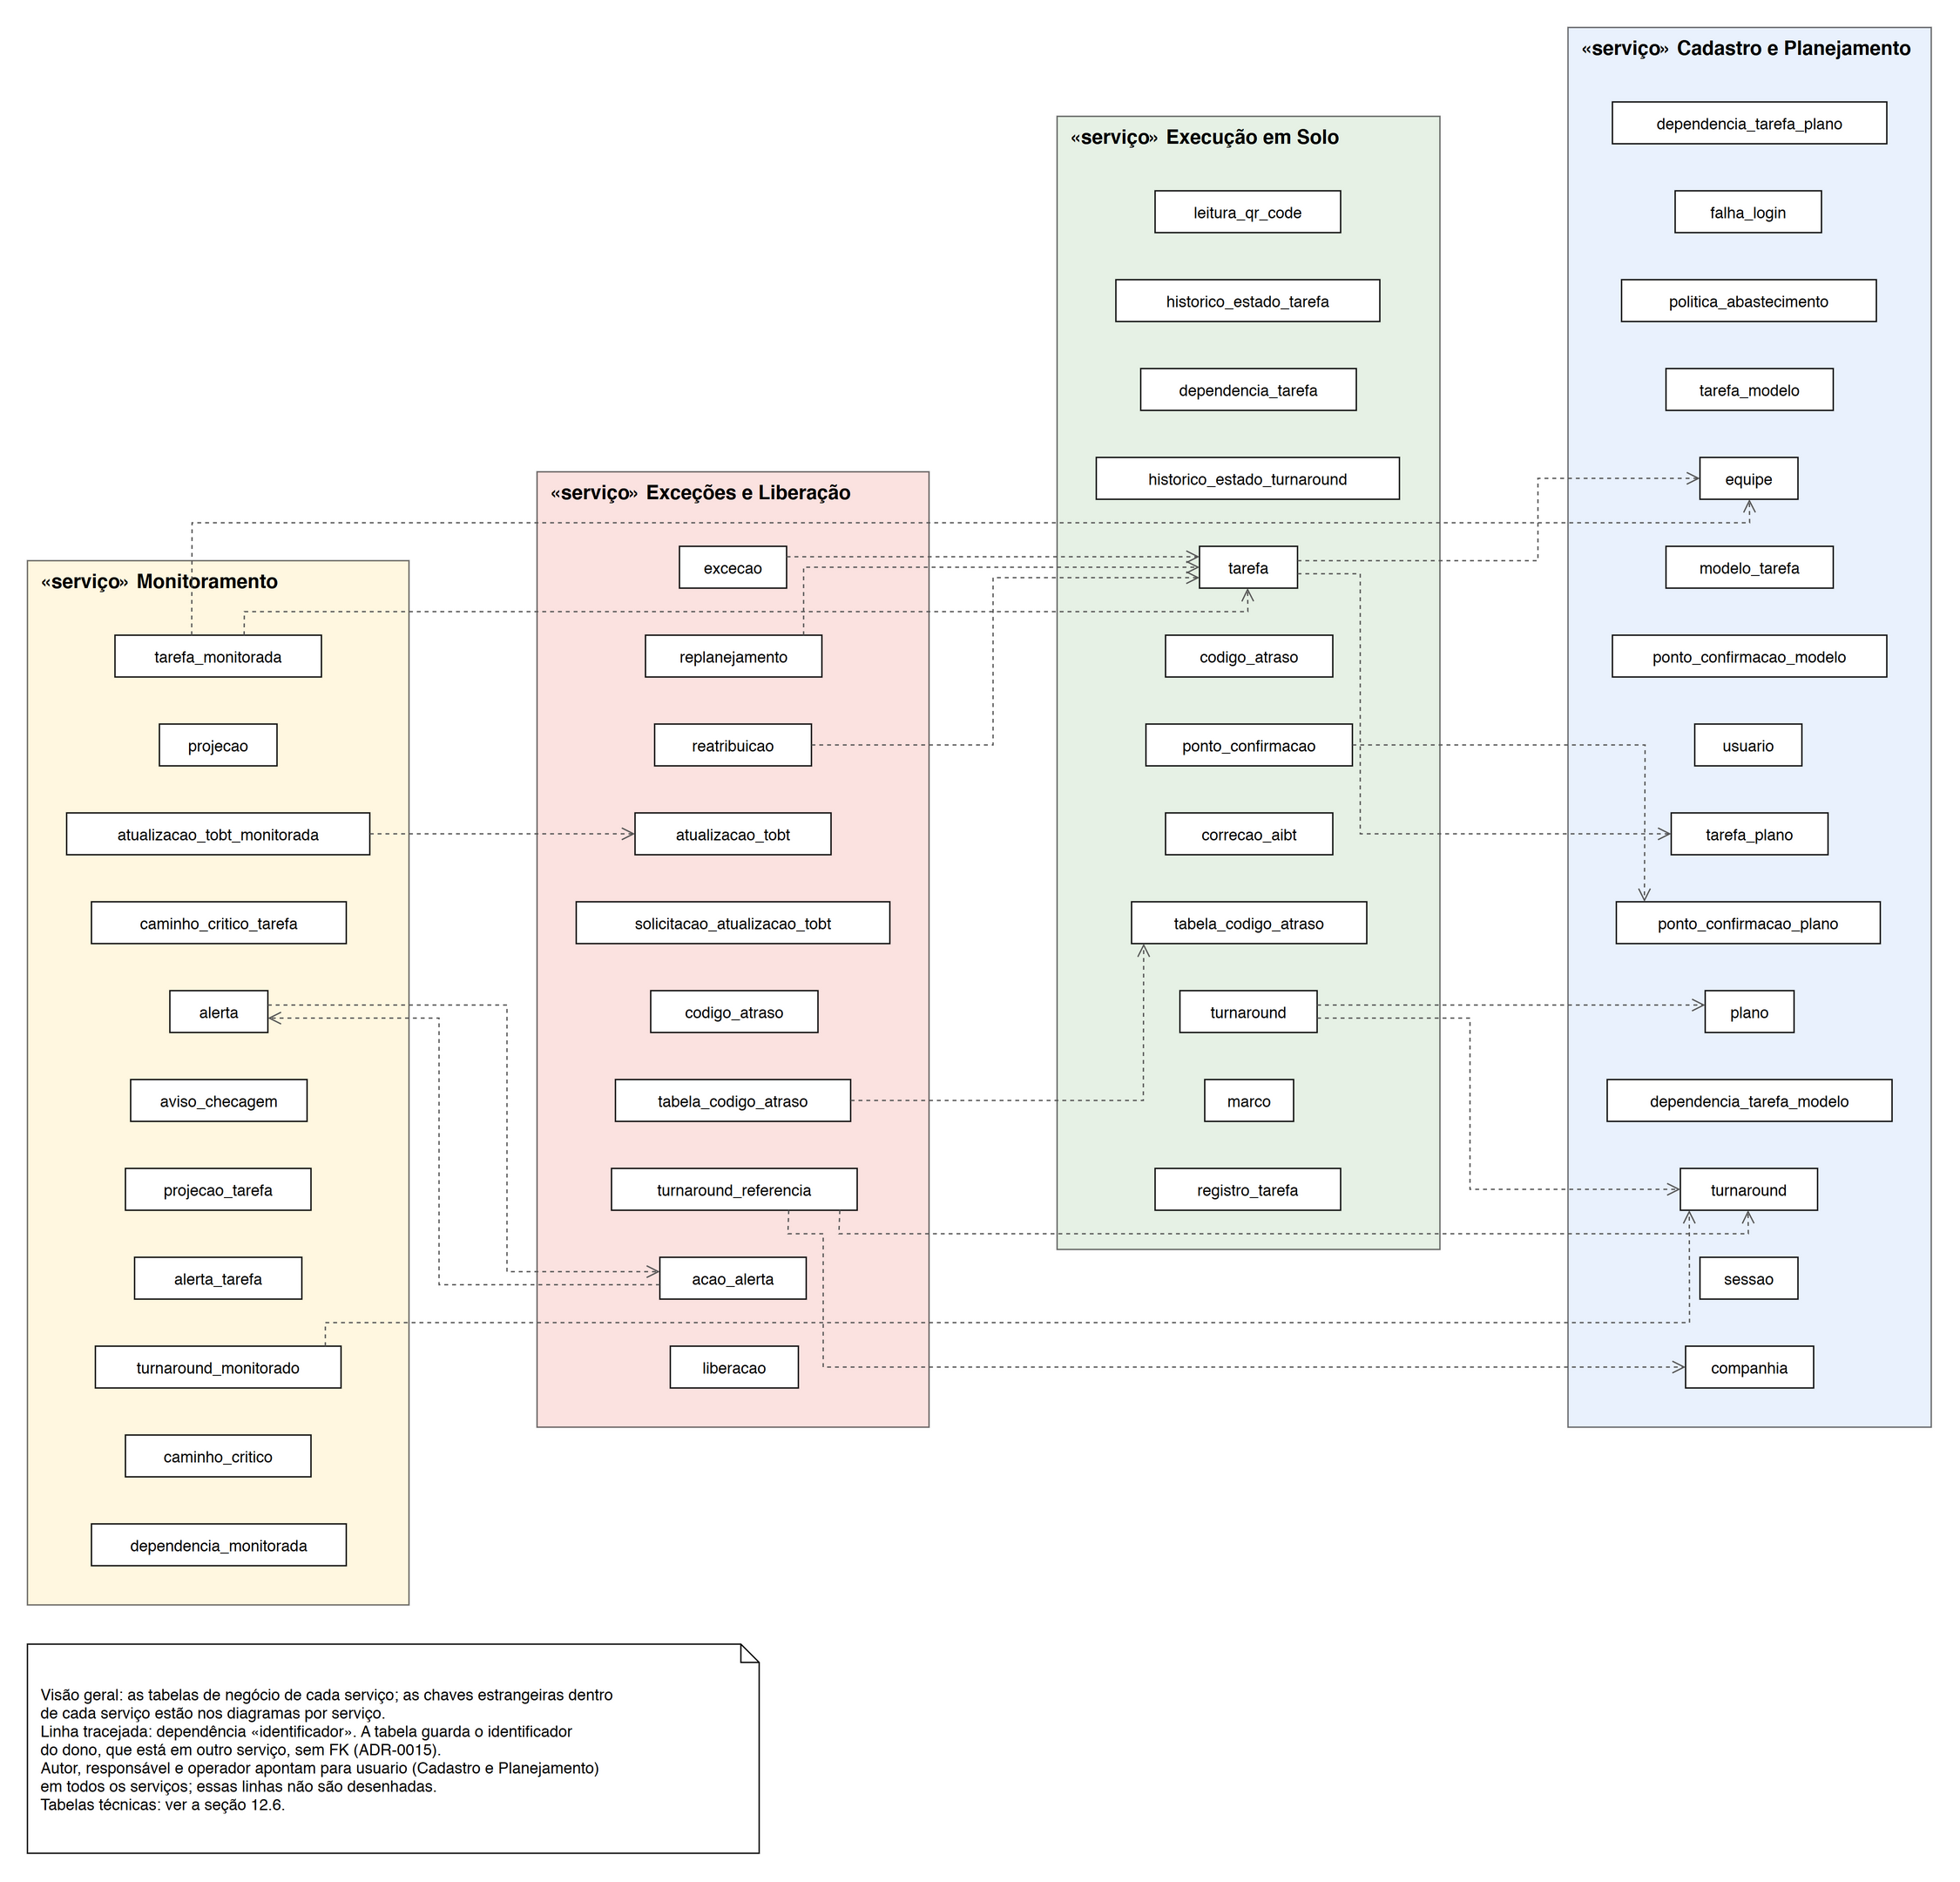 «serviço» Cadastro e Planejamento
dependencia_tarefa_plano
falha_login
politica_abastecimento
tarefa_modelo
equipe
modelo_tarefa
ponto_confirmacao_modelo
usuario
tarefa_plano
ponto_confirmacao_plano
plano
dependencia_tarefa_modelo
turnaround
sessao
companhia
«serviço» Execução em Solo
leitura_qr_code
historico_estado_tarefa
dependencia_tarefa
historico_estado_turnaround
tarefa
codigo_atraso
ponto_confirmacao
correcao_aibt
tabela_codigo_atraso
turnaround
marco
registro_tarefa
«serviço» Exceções e Liberação
excecao
replanejamento
reatribuicao
atualizacao_tobt
solicitacao_atualizacao_tobt
codigo_atraso
tabela_codigo_atraso
turnaround_referencia
acao_alerta
liberacao
«serviço» Monitoramento
tarefa_monitorada
projecao
atualizacao_tobt_monitorada
caminho_critico_tarefa
alerta
aviso_checagem
projecao_tarefa
alerta_tarefa
turnaround_monitorado
caminho_critico
dependencia_monitorada
Visão geral: as tabelas de negócio de cada serviço; as chaves estrangeiras dentro
de cada serviço estão nos diagramas por serviço.
Linha tracejada: dependência «identificador». A tabela guarda o identificador
do dono, que está em outro serviço, sem FK (ADR-0015).
Autor, responsável e operador apontam para usuario (Cadastro e Planejamento)
em todos os serviços; essas linhas não são desenhadas.
Tabelas técnicas: ver a seção 12.6.